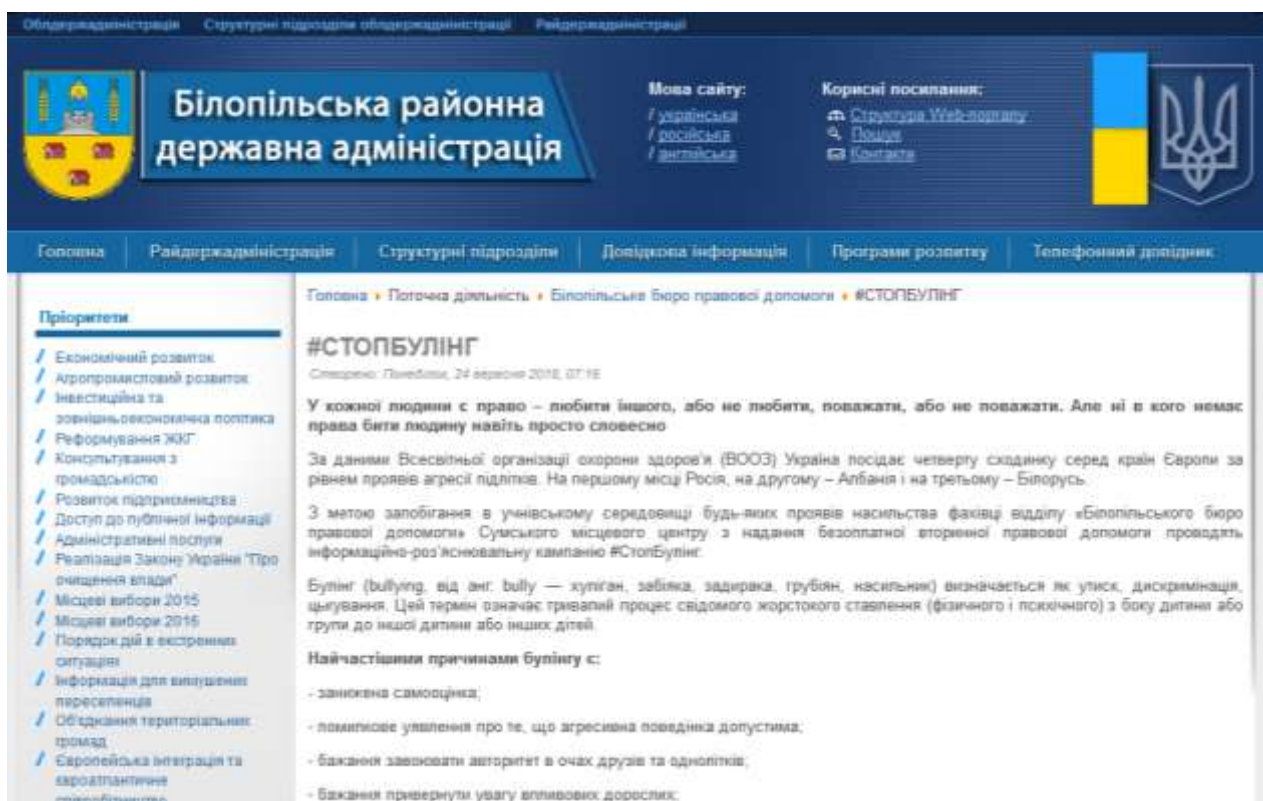 Облдержадміністрація Структурні підрозділи облдержадміністрації Райдержадміністрації
Білопільська районна
державна адміністрація
Мова сайту:
/ українська
/ російська
/ англійська
Корисні посилання:
Структура Web-порталу
Пошук
Контакти
Головна Райдержадміністрація Структурні підрозділи Довідкова інформація Програми розвитку Телефонний довідник
Пріоритети
Економічний розвиток
Агропромисловий розвиток
Інвестиційна та
зовнішньоекономічна політика
Реформування ЖКГ
Консультування з
громадськістю
Розвиток підприємництва
Доступ до публічної інформації
Адміністративні послуги
Реалізація Закону України "Про
очищення влади"
Місцеві вибори 2015
Місцеві вибори 2016
Порядок дій в екстренних
ситуаціях
Інформація для вимушених
переселенців
Об'єднання територіальних
громад
Європейська інтеграція та
євроатлантичне
співробітництво
Головна Поточна діяльність Білопільське бюро правової допомоги #СТОПБУЛІНГ
#СТОПБУЛІНГ
Створено: Понеділок, 24 вересня 2018, 07:16
У кожної людини є право – любити іншого, або не любити, поважати, або не поважати. Але ні в кого немає
права бити людину навіть просто словесно
За даними Всесвітньої організації охорони здоров'я (ВООЗ) Україна посідає четверту сходинку серед країн Європи за
рівнем проявів агресії підлітків. На першому місці Росія, на другому – Албанія і на третьому – Білорусь.
З метою запобігання в учнівському середовищі будь-яких проявів насильства фахівці відділу «Білопільського бюро
правової допомоги» Сумського місцевого центру з надання безоплатної вторинної правової допомоги проводять
інформаційно-роз'яснювальну кампанію #СтопБулінг.
Булінг (bullying, від анг. bully — хуліган, забіяка, задирака, грубіян, насильник) визначається як утиск, дискримінація,
цькування. Цей термін означає тривалий процес свідомого жорстокого ставлення (фізичного і психічного) з боку дитини або
групи до іншої дитини або інших дітей.
Найчастішими причинами булінгу є:
- занижена самооцінка;
- помилкове уявлення про те, що агресивна поведінка допустима;
- бажання завоювати авторитет в очах друзів та однолітків;
- бажання привернути увагу впливових дорослих;